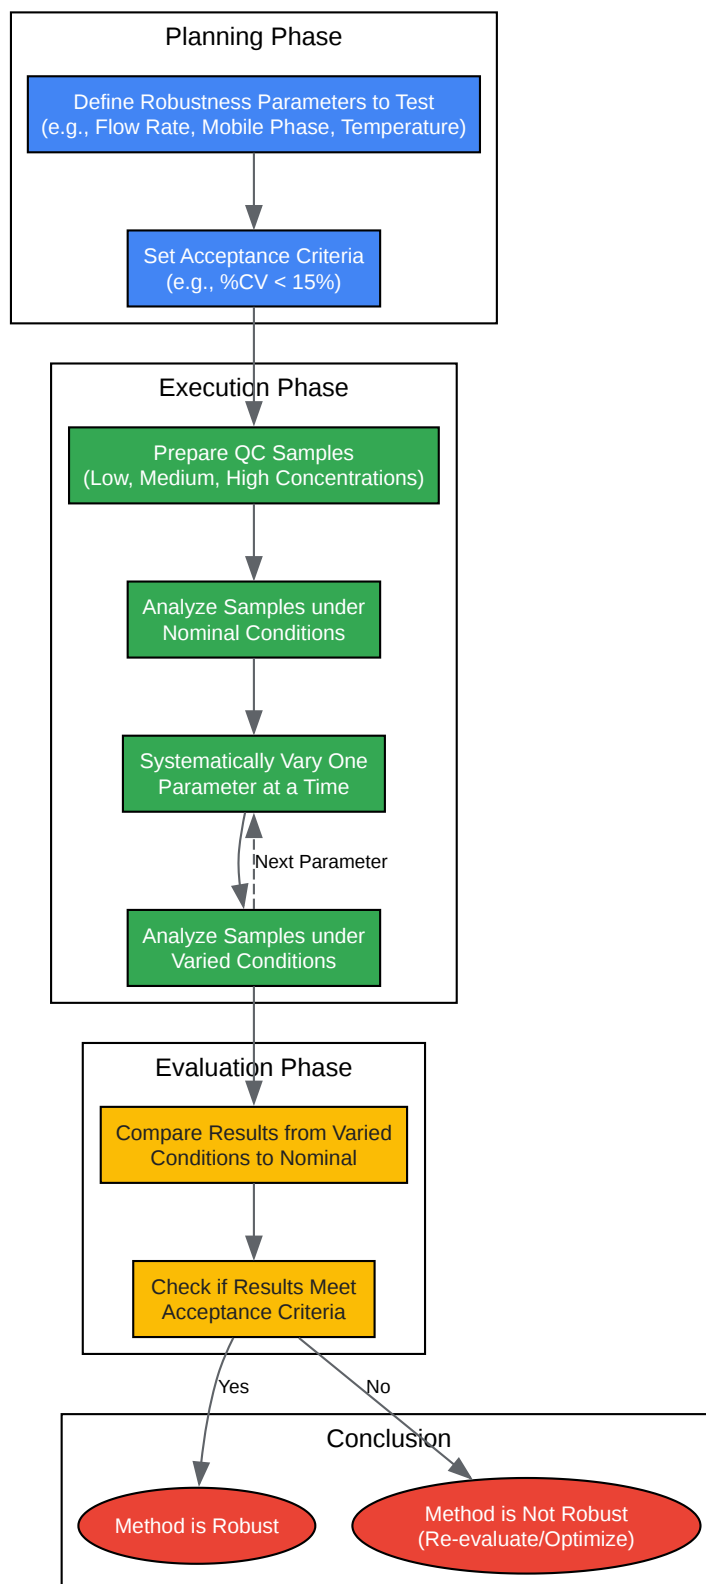 Planning Phase
Define Robustness Parameters to Test
(e.g., Flow Rate, Mobile Phase, Temperature)
Set Acceptance Criteria
(e.g., %CV < 15%)
Execution Phase
Prepare QC Samples
(Low, Medium, High Concentrations)
Analyze Samples under
Nominal Conditions
Systematically Vary One
Parameter at a Time
Next Parameter
Analyze Samples under
Varied Conditions
Evaluation Phase
Compare Results from Varied
Conditions to Nominal
Check if Results Meet
Acceptance Criteria
Yes
No
Conclusion
Method is Robust
Method is Not Robust
(Re-evaluate/Optimize)